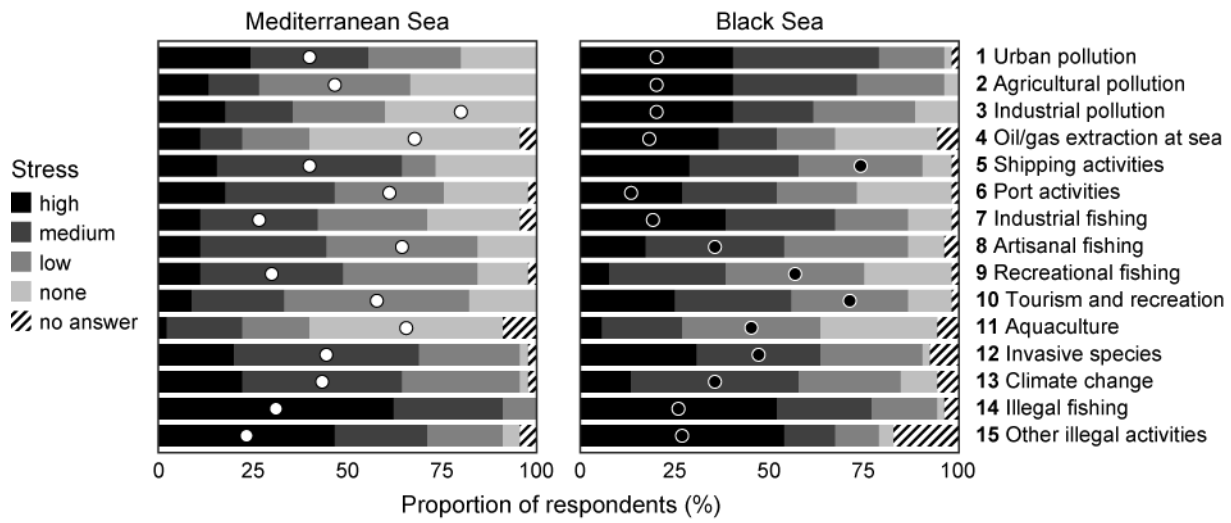 Mediterranean Sea
Black Sea
Stress
high
medium
low
none
no answer
1 Urban pollution
2 Agricultural pollution
3 Industrial pollution
4 Oil/gas extraction at sea
5 Shipping activities
6 Port activities
7 Industrial fishing
8 Artisanal fishing
9 Recreational fishing
10 Tourism and recreation
11 Aquaculture
12 Invasive species
13 Climate change
14 Illegal fishing
15 Other illegal activities
0 25 50 75 100
0 25 50 75 100
Proportion of respondents (%)